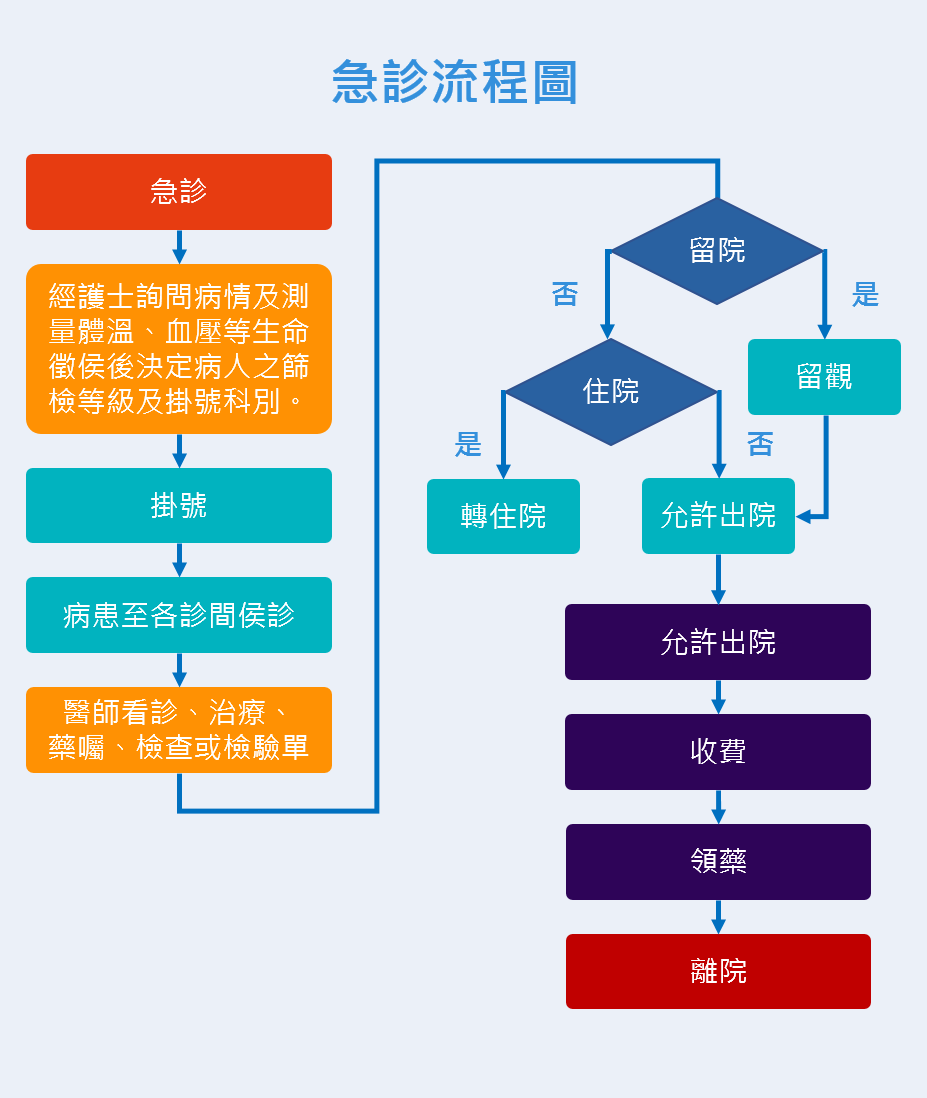 急診流程圖
急診
經護士詢問病情及測
量體溫、血壓等生命
徵侯後決定病人之篩
檢等級及掛號科別。
掛號
病患至各診間侯診
醫師看診、治療、
藥囑、檢查或檢驗單
留院
否
是
住院
留觀
是
否
轉住院
允許出院
允許出院
收費
領藥
離院